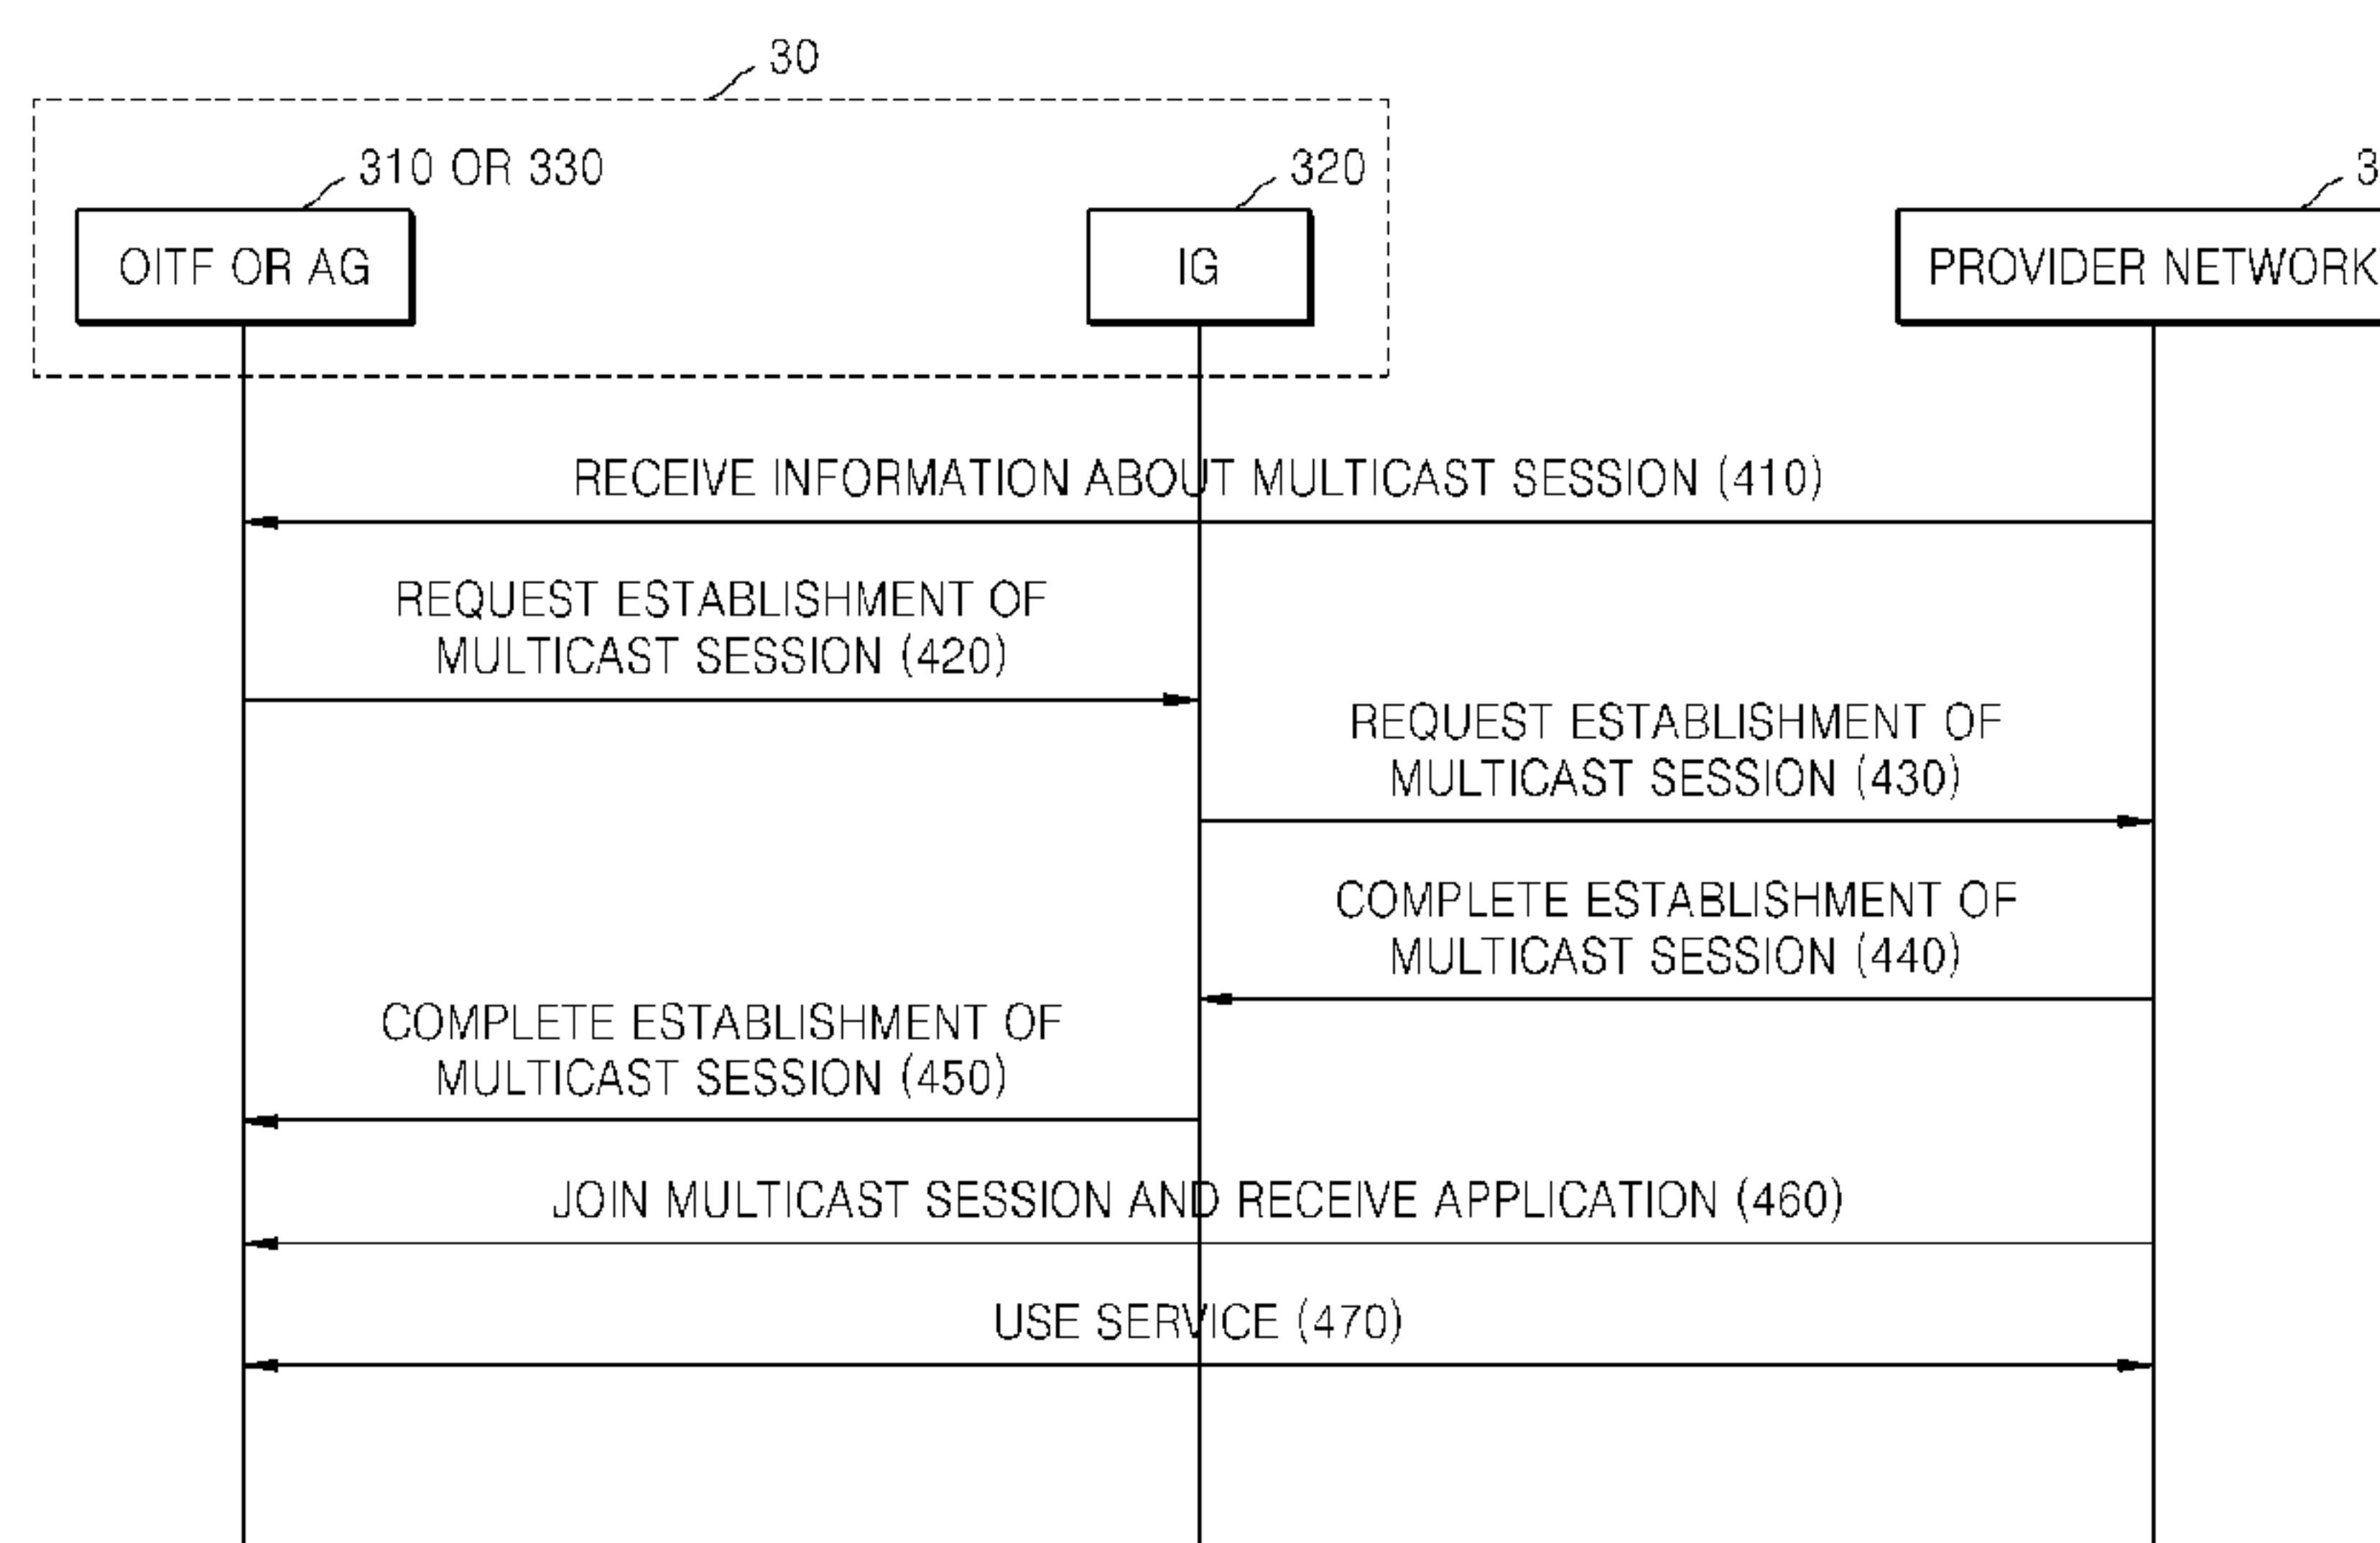 30
310 OR 330
320
3
OITF OR AG
IG
PROVIDER NETWORK
RECEIVE INFORMATION ABOUT MULTICAST SESSION (410)
REQUEST ESTABLISHMENT OF
MULTICAST SESSION (420)
REQUEST ESTABLISHMENT OF
MULTICAST SESSION (430)
COMPLETE ESTABLISHMENT OF
MULTICAST SESSION (440)
COMPLETE ESTABLISHMENT OF
MULTICAST SESSION (450)
JOIN MULTICAST SESSION AND RECEIVE APPLICATION (460)
USE SERVICE (470)